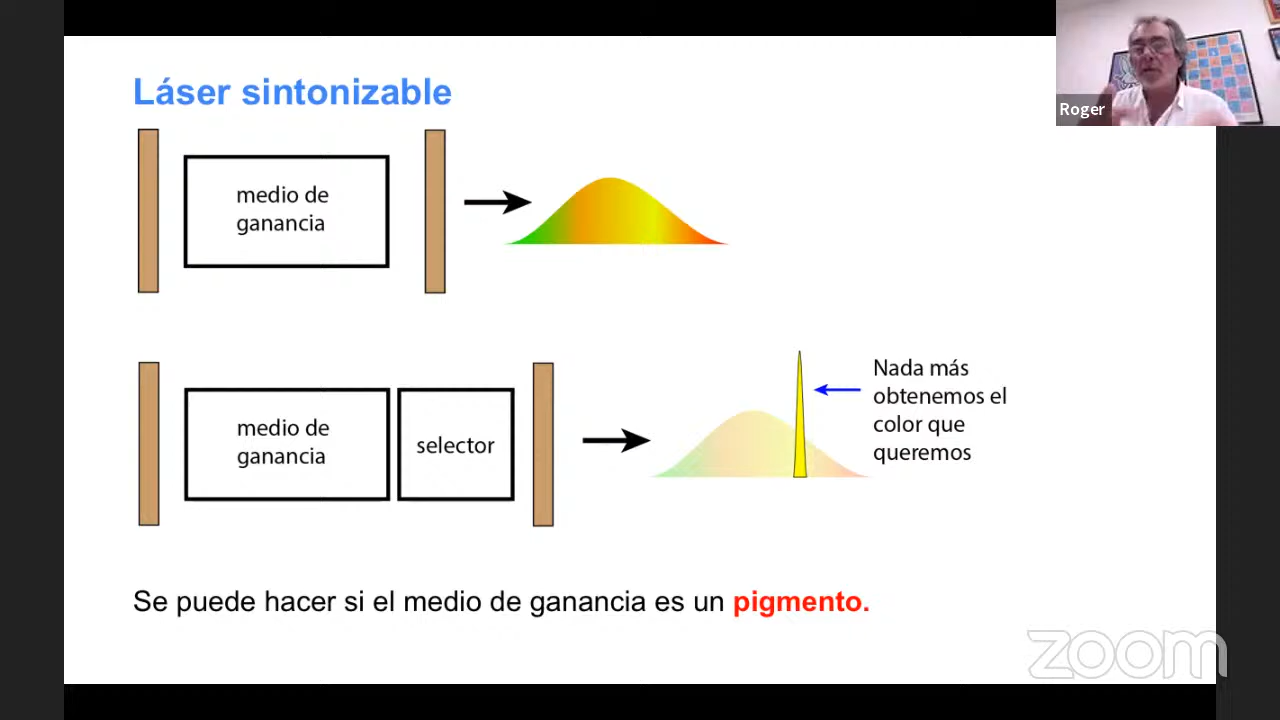 Láser sintonizable
Roger
medio de
ganancia
medio de
ganancia
selector
Nada más
obtenemos el
color que
queremos
Se puede hacer si el medio de ganancia es un pigmento.
zoom